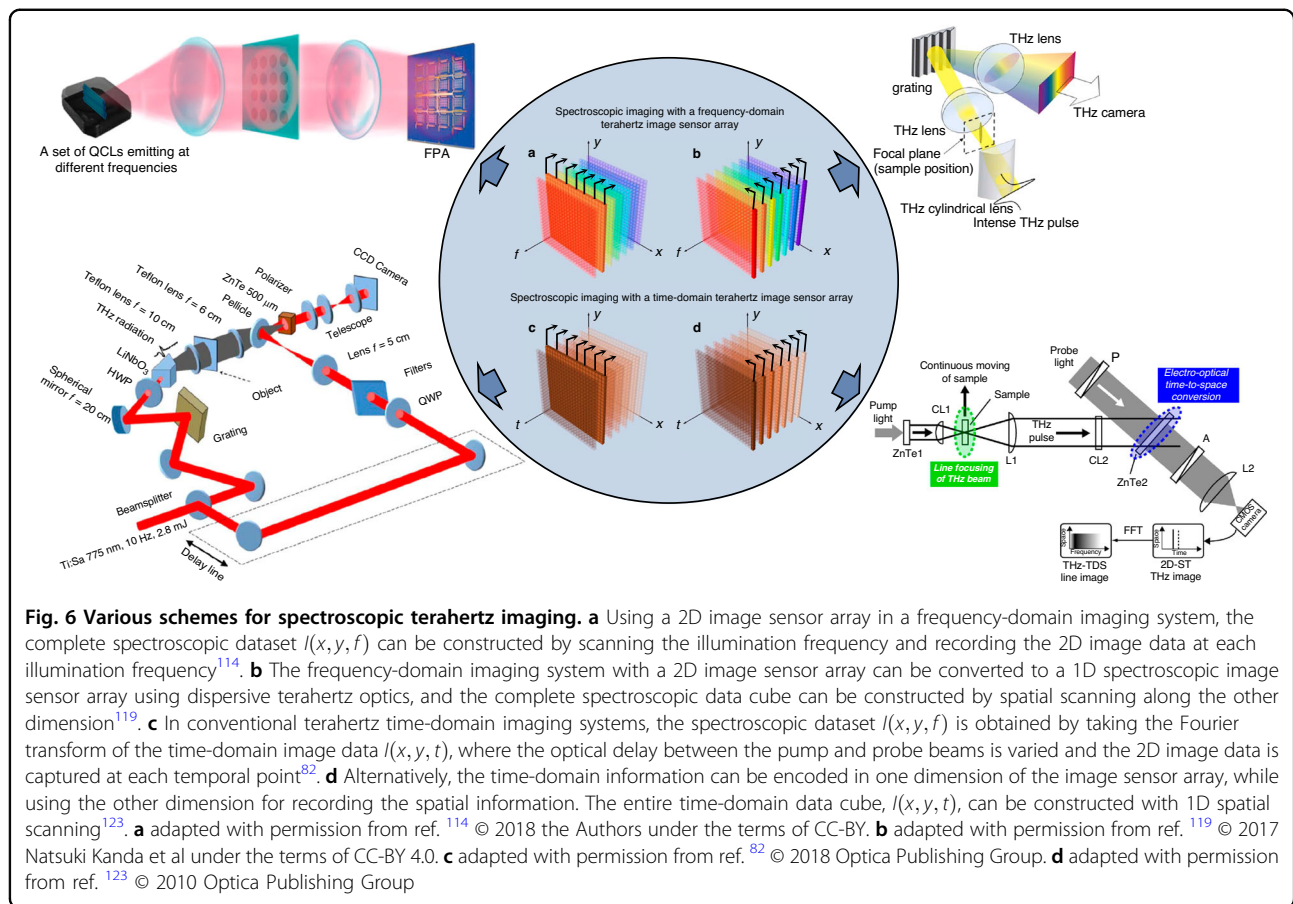 A set of QCLs emitting at
different frequencies
FPA
Spectroscopic imaging with a frequency-domain
terahertz image sensor array
a
y
f
x
b
y
f
x
Spectroscopic imaging with a time-domain terahertz image sensor array
c
y
t
x
d
y
t
x
THz lens
grating
THz camera
THz lens
Focal plane
(sample position)
THz cylindrical lens
Intense THz pulse
CCD Camera
Polarizer
ZnTe 500 μm
Pellicle
Teflon lens f = 6 cm
Teflon lens f = 10 cm
THz radiation
LiNbO3
HWP
Spherical
mirror f = 20 cm
Telescope
Lens f = 5 cm
Filters
QWP
Object
Grating
Beamsplitter
Ti:Sa 775 nm, 10 Hz, 2.8 mJ
Delay line
Probe
light
P
Electro-optical
time-to-space
conversion
Continuous moving
of sample
Sample
Pump
light
CL1
ZnTe1
Line focusing
of THz beam
L1
THz
pulse
CL2
ZnTe2
A
L2
CMOS
camera
FFT
Space
Frequency
THz-TDS
line image
Space
Time
2D-ST
THz image
Fig. 6 Various schemes for spectroscopic terahertz imaging. a Using a 2D image sensor array in a frequency-domain imaging system, the
complete spectroscopic dataset I(x, y, f) can be constructed by scanning the illumination frequency and recording the 2D image data at each
illumination frequency114. b The frequency-domain imaging system with a 2D image sensor array can be converted to a 1D spectroscopic image
sensor array using dispersive terahertz optics, and the complete spectroscopic data cube can be constructed by spatial scanning along the other
dimension119. c In conventional terahertz time-domain imaging systems, the spectroscopic dataset I(x, y, f) is obtained by taking the Fourier
transform of the time-domain image data I(x, y, t), where the optical delay between the pump and probe beams is varied and the 2D image data is
captured at each temporal point82. d Alternatively, the time-domain information can be encoded in one dimension of the image sensor array, while
using the other dimension for recording the spatial information. The entire time-domain data cube, I(x, y, t), can be constructed with 1D spatial
scanning123. a adapted with permission from ref. 114 © 2018 the Authors under the terms of CC-BY. b adapted with permission from ref. 119 © 2017
Natsuki Kanda et al under the terms of CC-BY 4.0. c adapted with permission from ref. 82 © 2018 Optica Publishing Group. d adapted with permission
from ref. 123 © 2010 Optica Publishing Group